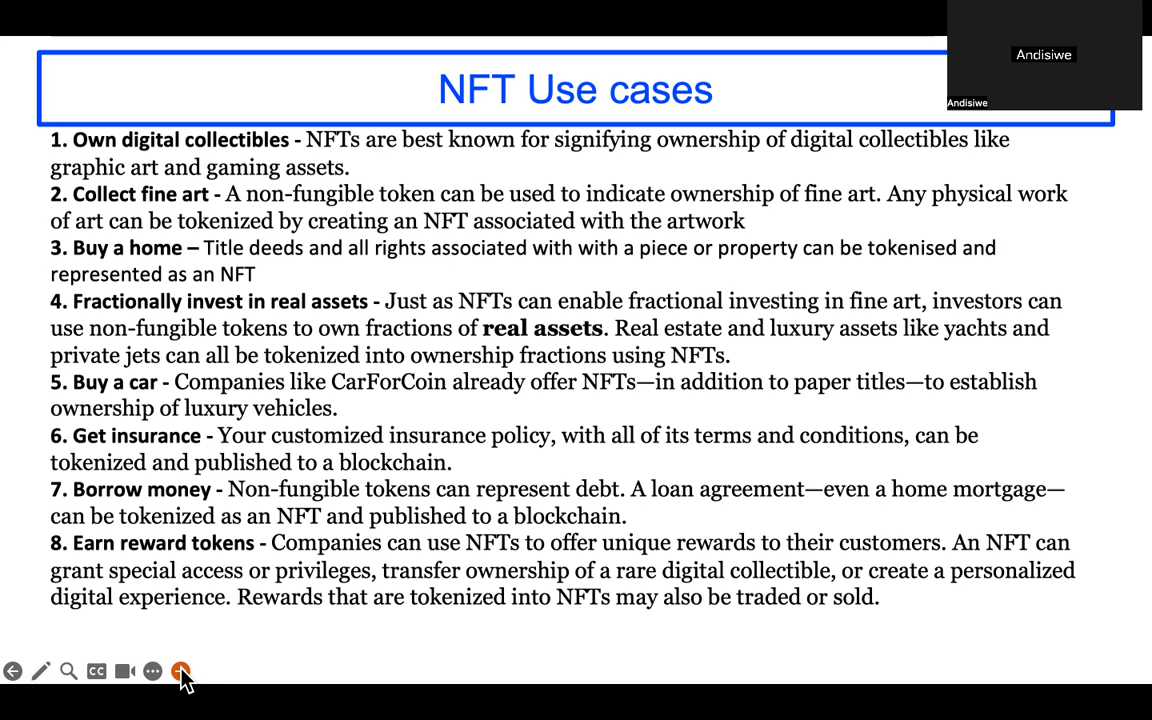 NFT Use cases
Andisiwe
Andisiwe
1. Own digital collectibles - NFTs are best known for signifying ownership of digital collectibles like
graphic art and gaming assets.
2. Collect fine art - A non-fungible token can be used to indicate ownership of fine art. Any physical work
of art can be tokenized by creating an NFT associated with the artwork
3. Buy a home – Title deeds and all rights associated with with a piece or property can be tokenised and
represented as an NFT
4. Fractionally invest in real assets - Just as NFTs can enable fractional investing in fine art, investors can
use non-fungible tokens to own fractions of real assets. Real estate and luxury assets like yachts and
private jets can all be tokenized into ownership fractions using NFTs.
5. Buy a car - Companies like CarForCoin already offer NFTs—in addition to paper titles—to establish
ownership of luxury vehicles.
6. Get insurance - Your customized insurance policy, with all of its terms and conditions, can be
tokenized and published to a blockchain.
7. Borrow money - Non-fungible tokens can represent debt. A loan agreement—even a home mortgage—
can be tokenized as an NFT and published to a blockchain.
8. Earn reward tokens - Companies can use NFTs to offer unique rewards to their customers. An NFT can
grant special access or privileges, transfer ownership of a rare digital collectible, or create a personalized
digital experience. Rewards that are tokenized into NFTs may also be traded or sold.
CC